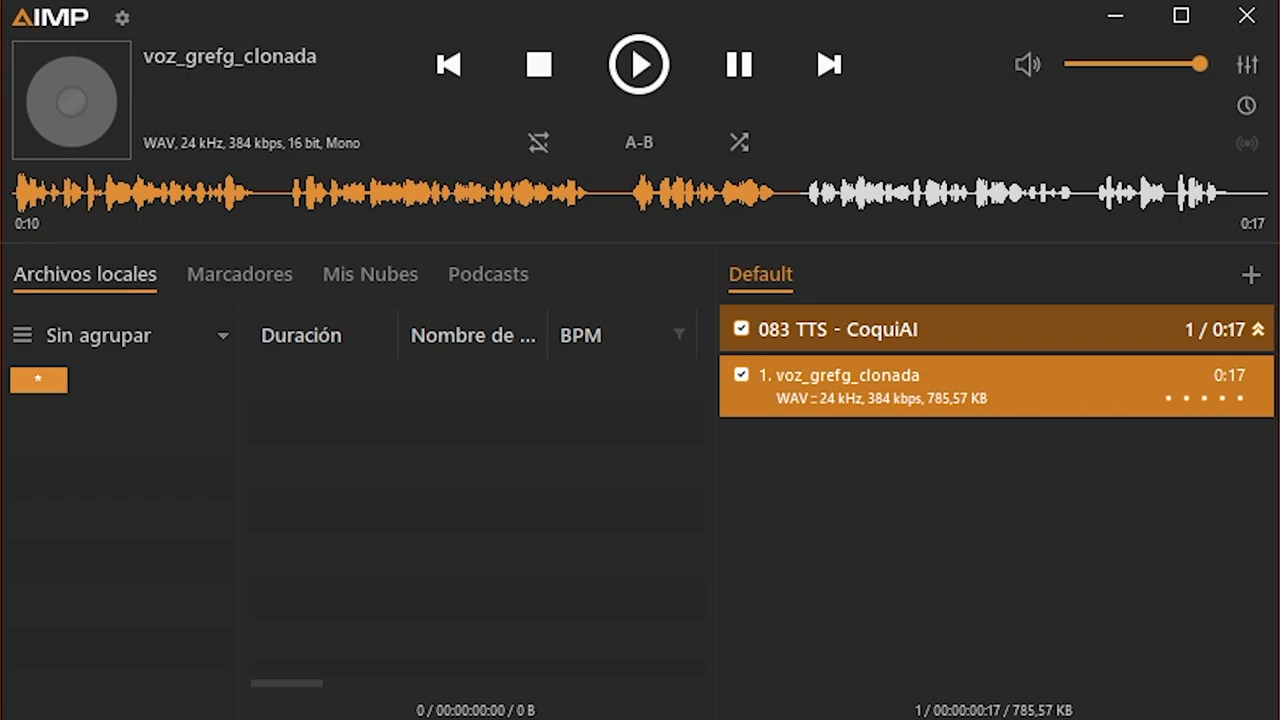 AIMP
voz_grefg_clonada
WAV, 24 kHz, 384 kbps, 16 bit, Mono
A-B
0:10
0:17
Archivos locales
Marcadores
Mis Nubes
Podcasts
Default
+
Sin agrupar
Duración
Nombre de ...
BPM
*
083 TTS - CoquiAI
1 / 0:17
1. voz_grefg_clonada
0:17
WAV :: 24 kHz, 384 kbps, 785,57 KB
0 / 00:00:00:00 / 0 B
1 / 00:00:00:17 / 785,57 KB